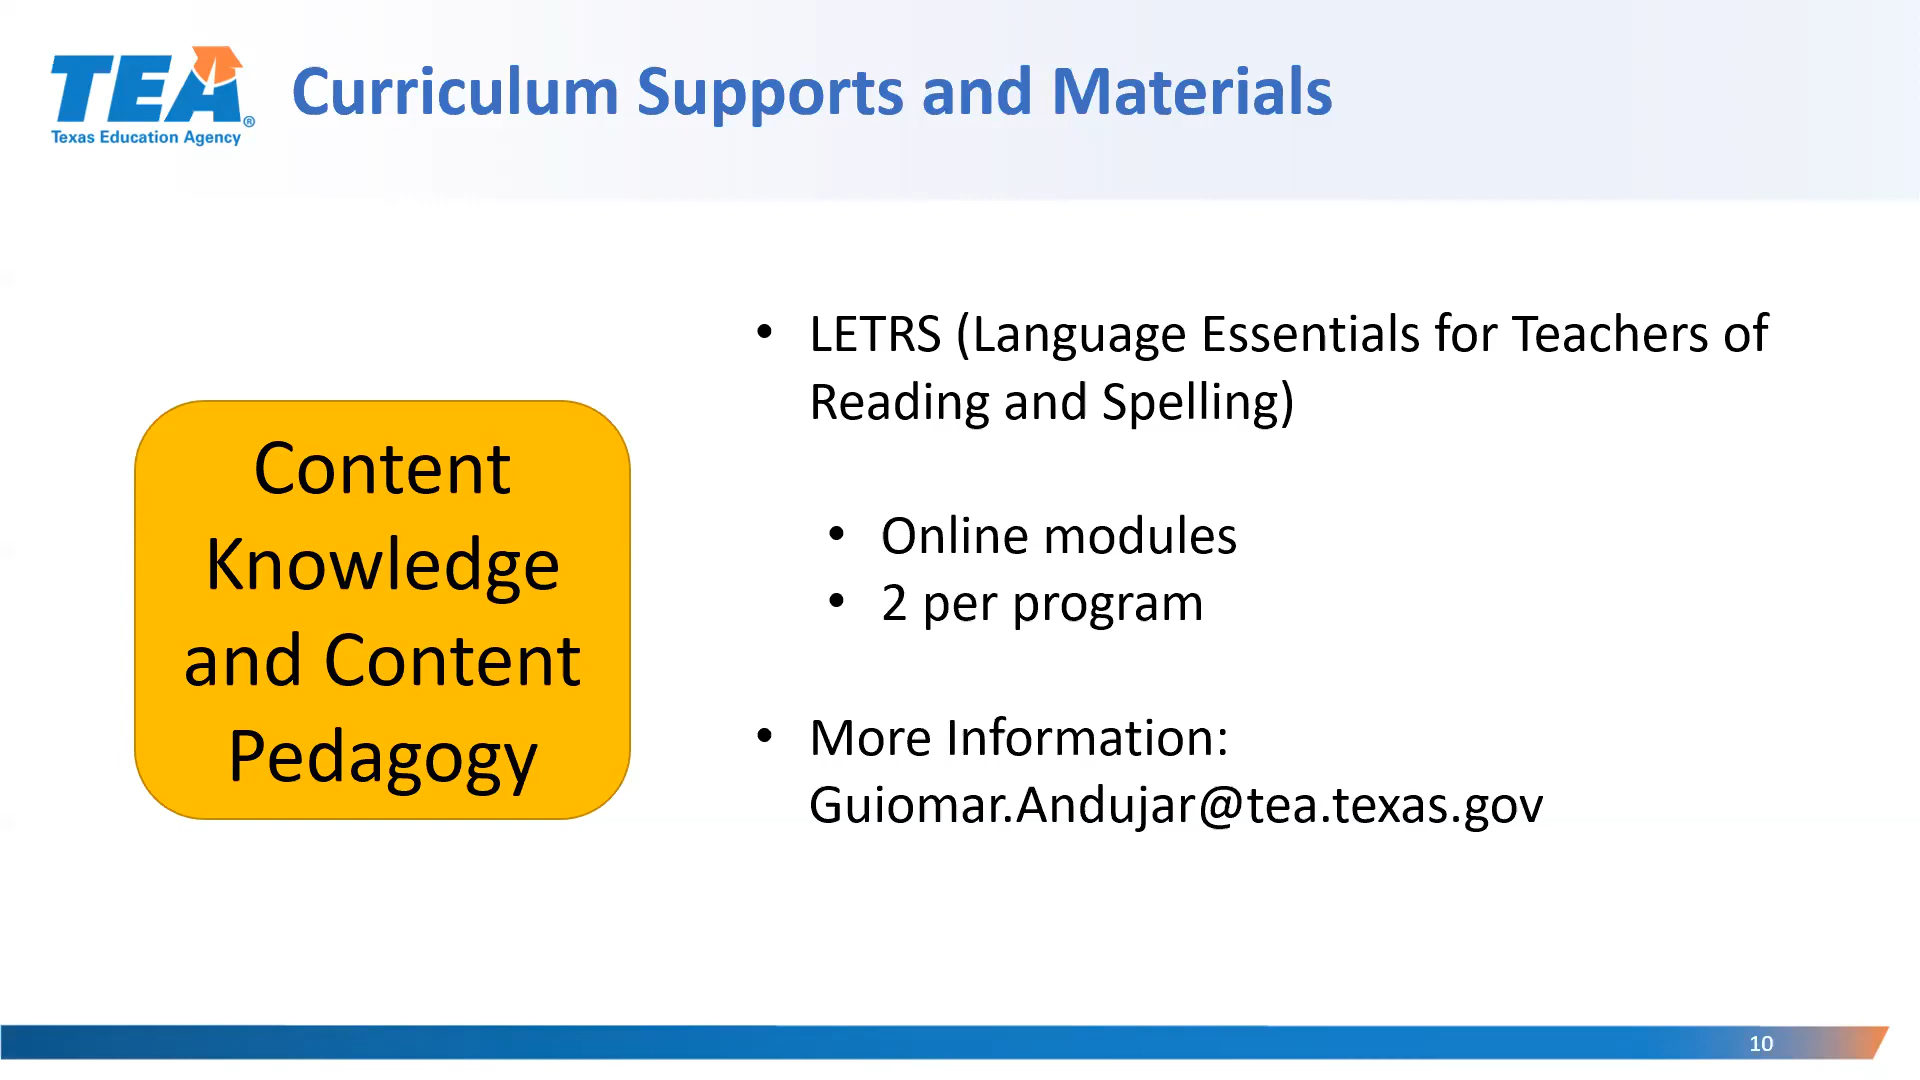 TEA®
Texas Education Agency
Curriculum Supports and Materials
Content
Knowledge
and Content
Pedagogy
• LETRS (Language Essentials for Teachers of
Reading and Spelling)
• Online modules
• 2 per program
• More Information:
Guiomar.Andujar@tea.texas.gov
10